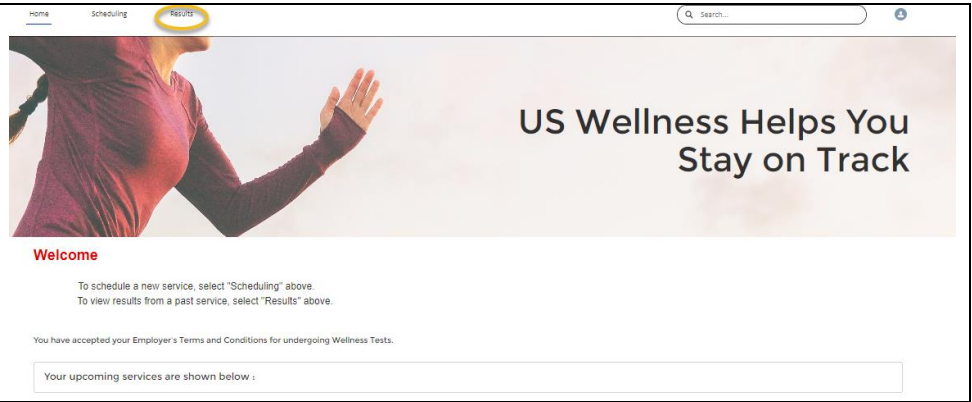 Home Scheduling Results Search...
US Wellness Helps You
Stay on Track
Welcome
To schedule a new service, select "Scheduling" above.
To view results from a past service, select "Results" above.
You have accepted your Employer's Terms and Conditions for undergoing Wellness Tests.
Your upcoming services are shown below :